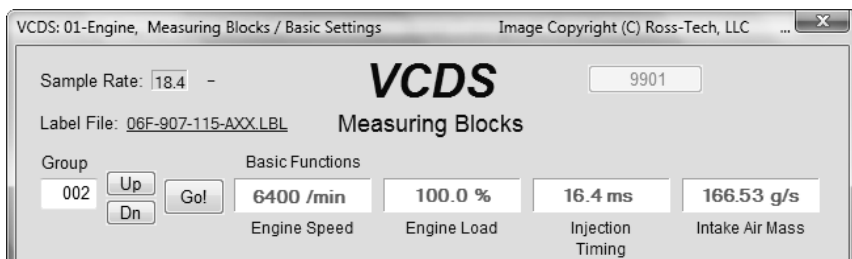 VCDS: 01-Engine, Measuring Blocks / Basic Settings Image Copyright (C) Ross-Tech, LLC ... X
Sample Rate: 18.4 - VCDS 9901
Label File: 06F-907-115-AXX.LBL Measuring Blocks
Group Basic Functions
002 Up Dn Go! 6400 /min 100.0 % 16.4 ms 166.53 g/s
Engine Speed Engine Load Injection Timing Intake Air Mass